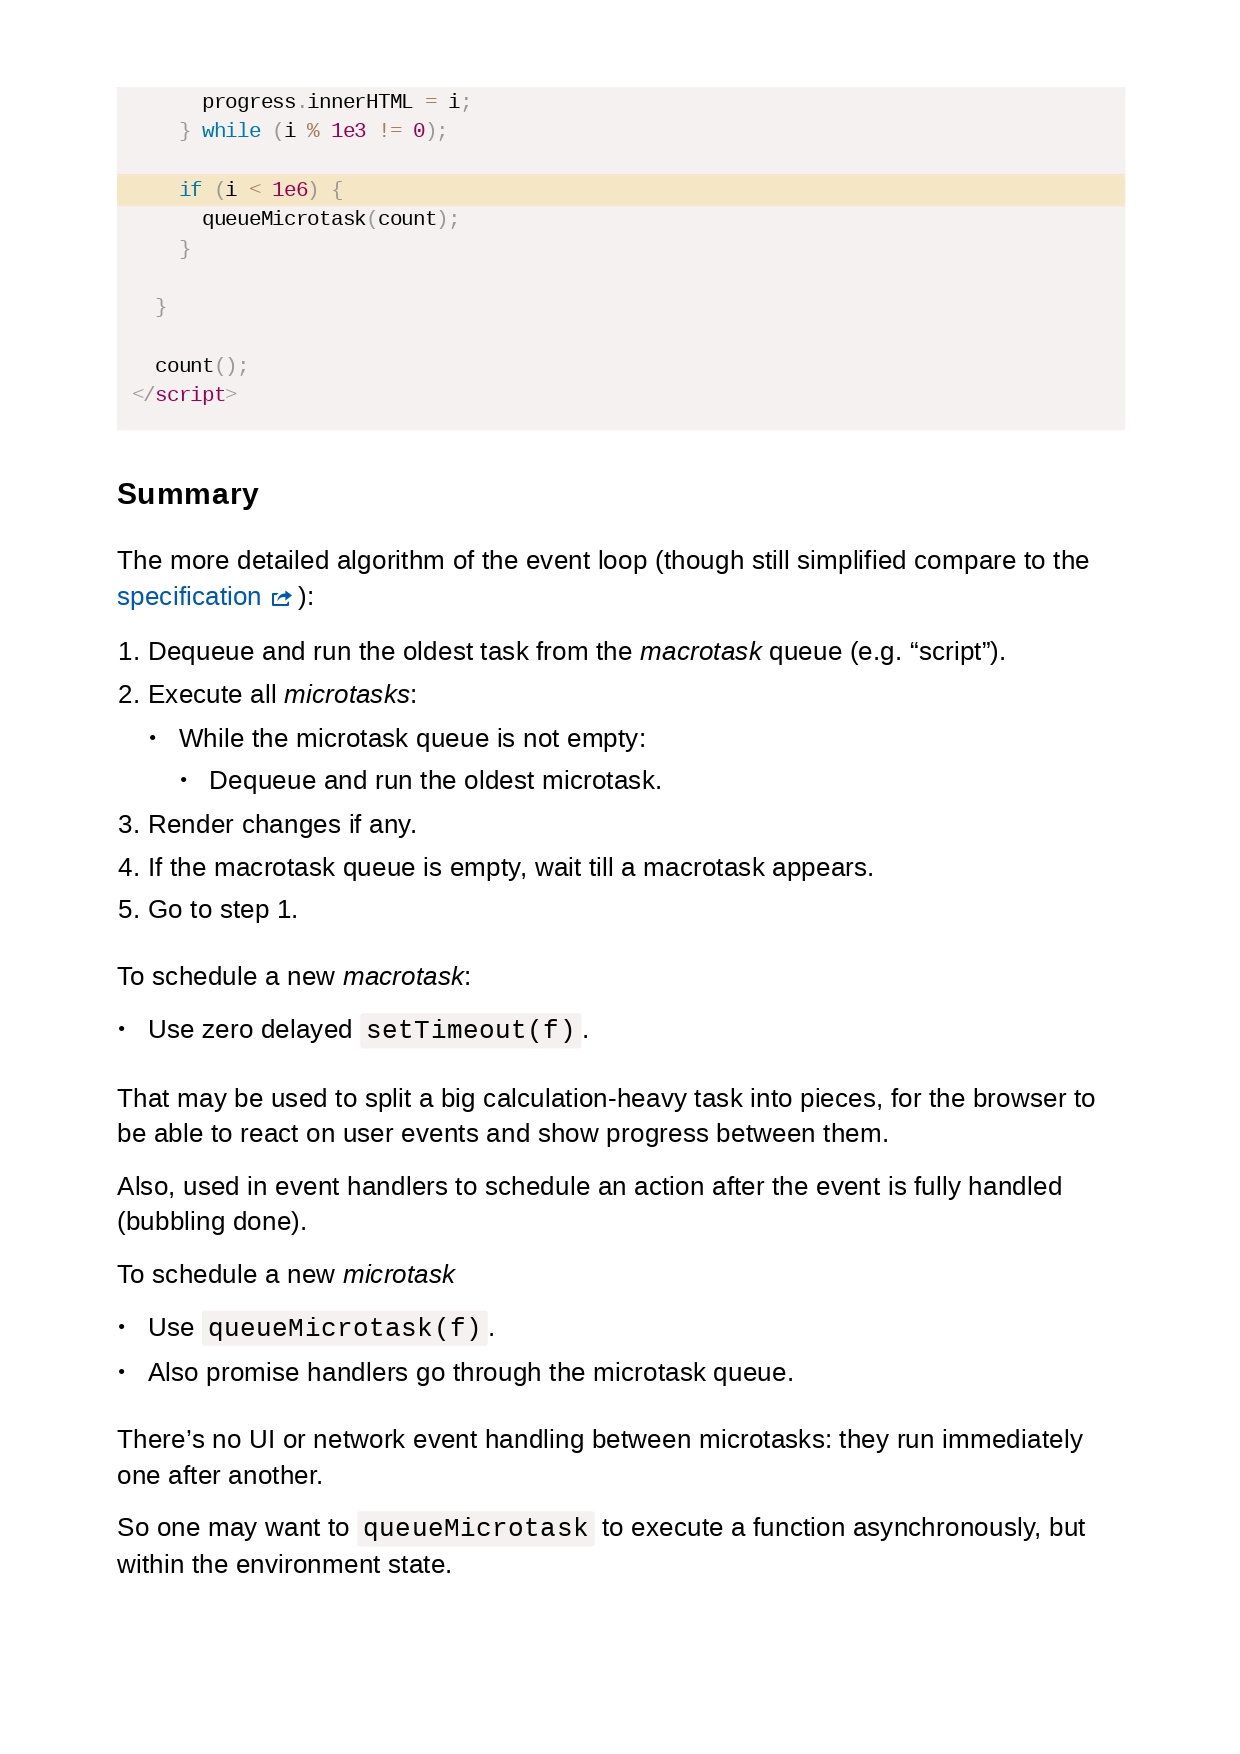 progress.innerHTML = i;
} while (i % 1e3 != 0);
if (i < 1e6) {
queueMicrotask(count);
}
}
count();
</script>
Summary
The more detailed algorithm of the event loop (though still simplified compare to the
specification ):
1. Dequeue and run the oldest task from the macrotask queue (e.g. “script”).
2. Execute all microtasks:
• While the microtask queue is not empty:
• Dequeue and run the oldest microtask.
3. Render changes if any.
4. If the macrotask queue is empty, wait till a macrotask appears.
5. Go to step 1.
To schedule a new macrotask:
• Use zero delayed setTimeout(f).
That may be used to split a big calculation-heavy task into pieces, for the browser to
be able to react on user events and show progress between them.
Also, used in event handlers to schedule an action after the event is fully handled
(bubbling done).
To schedule a new microtask
• Use queueMicrotask(f).
• Also promise handlers go through the microtask queue.
There’s no UI or network event handling between microtasks: they run immediately
one after another.
So one may want to queueMicrotask to execute a function asynchronously, but
within the environment state.